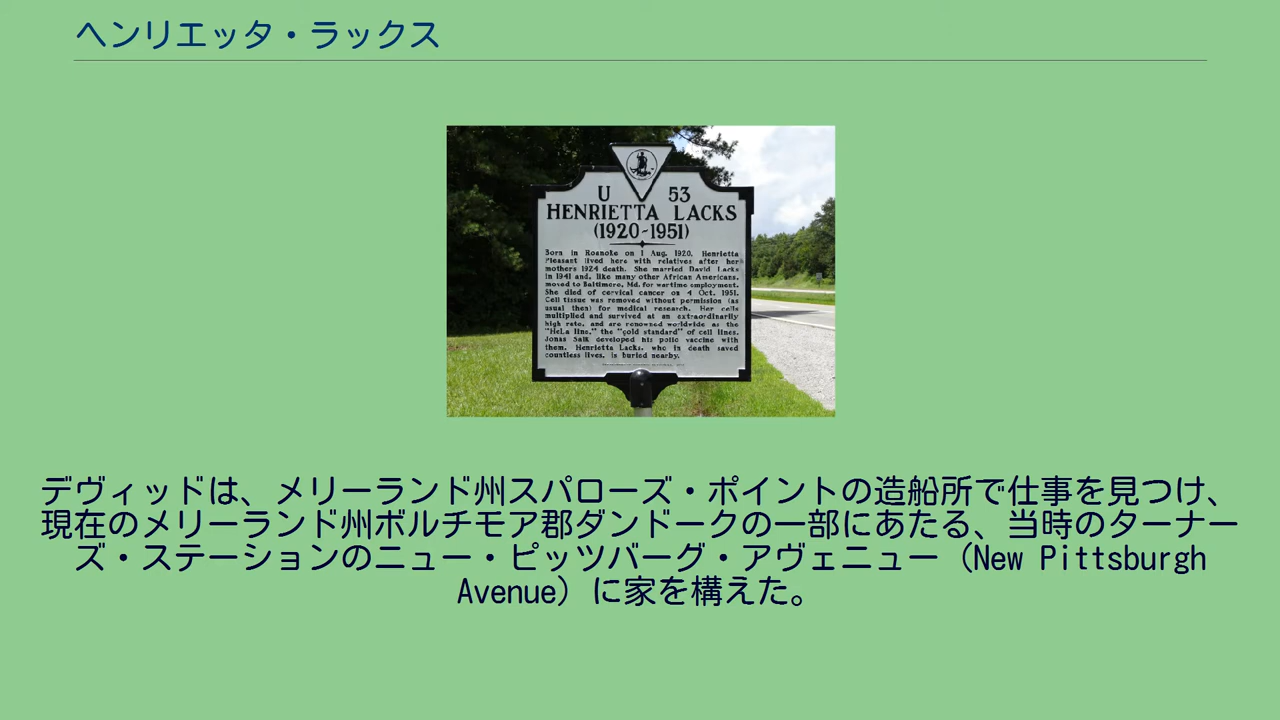 ヘンリエッタ・ラックス
U 53
HENRIETTA LACKS
(1920-1951)
Born in Roanoke on 1 Aug. 1920, Henrietta
Pleasant lived here with relatives after her
mothers 1924 death. She married David Lacks
in 1941 and, like many other African Americans,
moved to Baltimore, Md. for wartime employment.
She died of cervical cancer on 4 Oct. 1951.
Cell tissue was removed without permission (as
usual then) for medical research. Her cells
multiplied and survived at an extraordinarily
high rate, and are renowned worldwide as the
"HeLa line," the "gold standard" of cell lines.
Jonas Salk developed his polio vaccine with
them. Henrietta Lacks, who in death saved
countless lives, is buried nearby.
デヴィッドは、メリーランド州スパローズ・ポイントの造船所で仕事を見つけ、
現在のメリーランド州ボルチモア郡ダンドークの一部にあたる、当時のターナー
ズ・ステーションのニュー・ピッツバーグ・アヴェニュー（New Pittsburgh
Avenue）に家を構えた。